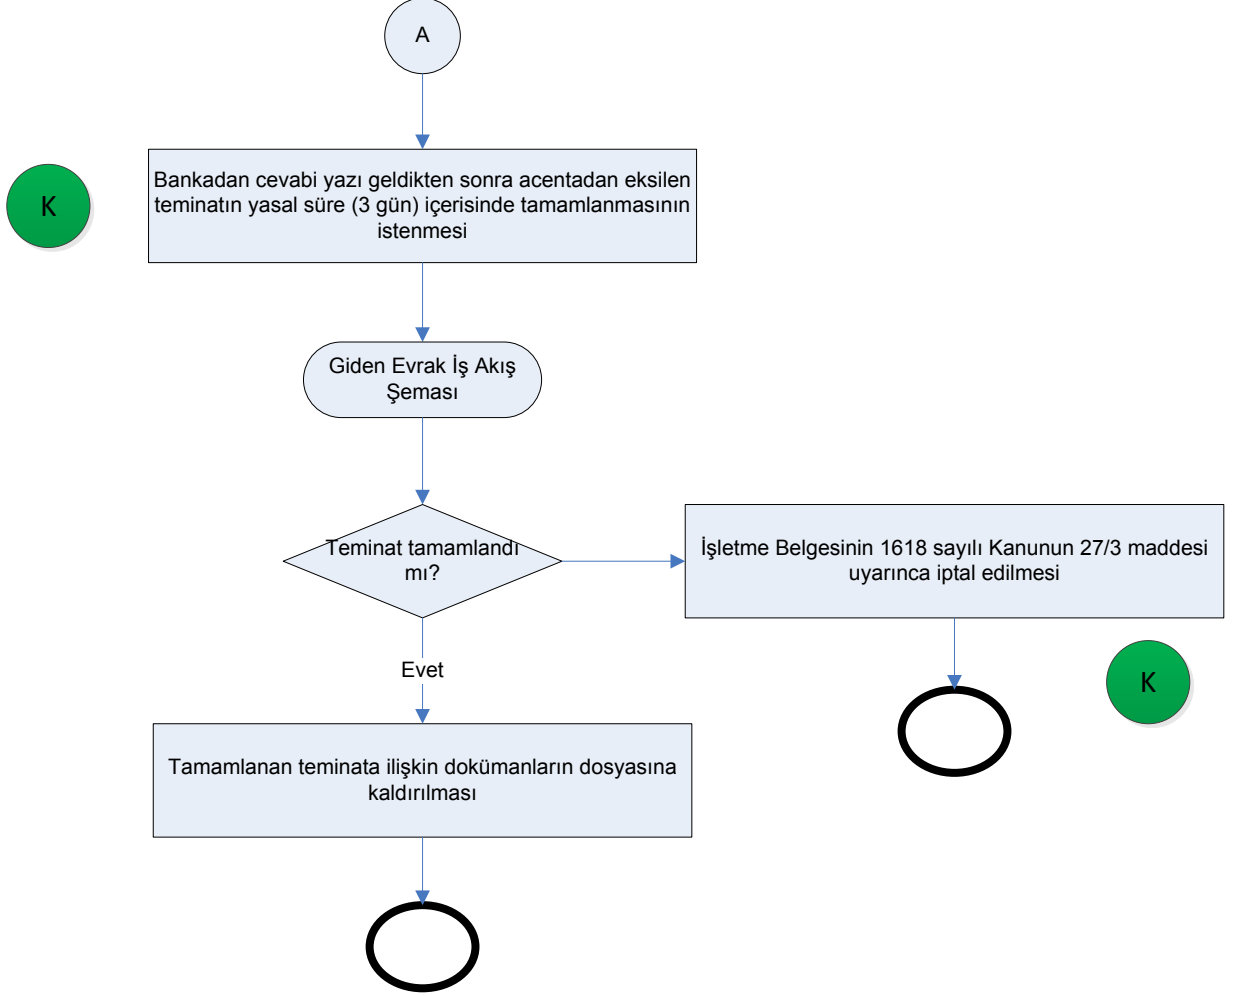 A
K
Bankadan cevabi yazı geldikten sonra acentadan eksilen
teminatın yasal süre (3 gün) içerisinde tamamlanmasının
istenmesi
Giden Evrak İş Akış
Şeması
Teminat tamamlandı
mı?
İşletme Belgesinin 1618 sayılı Kanunun 27/3 maddesi
uyarınca iptal edilmesi
Evet
K
Tamamlanan teminata ilişkin dokümanların dosyasına
kaldırılması